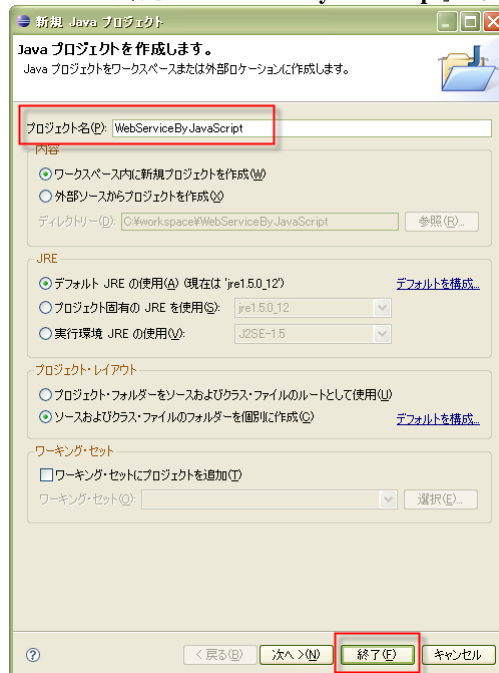 新規 Java プロジェクト
Java プロジェクトを作成します。
Java プロジェクトをワークスペースまたは外部ロケーションに作成します。
プロジェクト名(P): WebServiceByJavaScript
内容
ワークスペース内に新規プロジェクトを作成(W)
外部ソースからプロジェクトを作成(X)
ディレクトリー(D): C:¥workspace¥WebServiceByJavaScript 参照(R)...
JRE
デフォルト JRE の使用(A) (現在は 'jre1.5.0_12') デフォルトを構成...
プロジェクト固有の JRE を使用(S): jre1.5.0_12
実行環境 JRE の使用(V): J2SE-1.5
プロジェクト・レイアウト
プロジェクト・フォルダーをソースおよびクラス・ファイルのルートとして使用(U)
ソースおよびクラス・ファイルのフォルダーを個別に作成(C) デフォルトを構成...
ワーキング・セット
ワーキング・セットにプロジェクトを追加(T)
ワーキング・セット(O): 選択(E)...
< 戻る(B) 次へ >(N) 終了(F) キャンセル